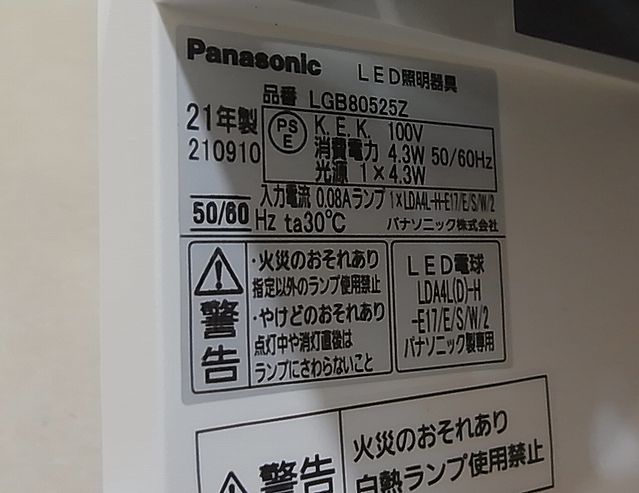 Panasonic LED照明器具
品番 LGB80525Z
21年製
210910
PS
E
K.E.K. 100V
消費電力 4.3W 50/60Hz
光源 1×4.3W
入力電流 0.08Aランプ 1×LDA4L-H-E17/E/S/W/2
50/60 Hz ta30℃ パナソニック株式会社
警告
・火災のおそれあり
指定以外のランプ使用禁止
・やけどのおそれあり
点灯中や消灯直後は
ランプにさわらないこと
LED電球
LDA4L(D)-H
-E17/E/S/W/2
パナソニック製専用
警告
火災のおそれあり
白熱ランプ使用禁止